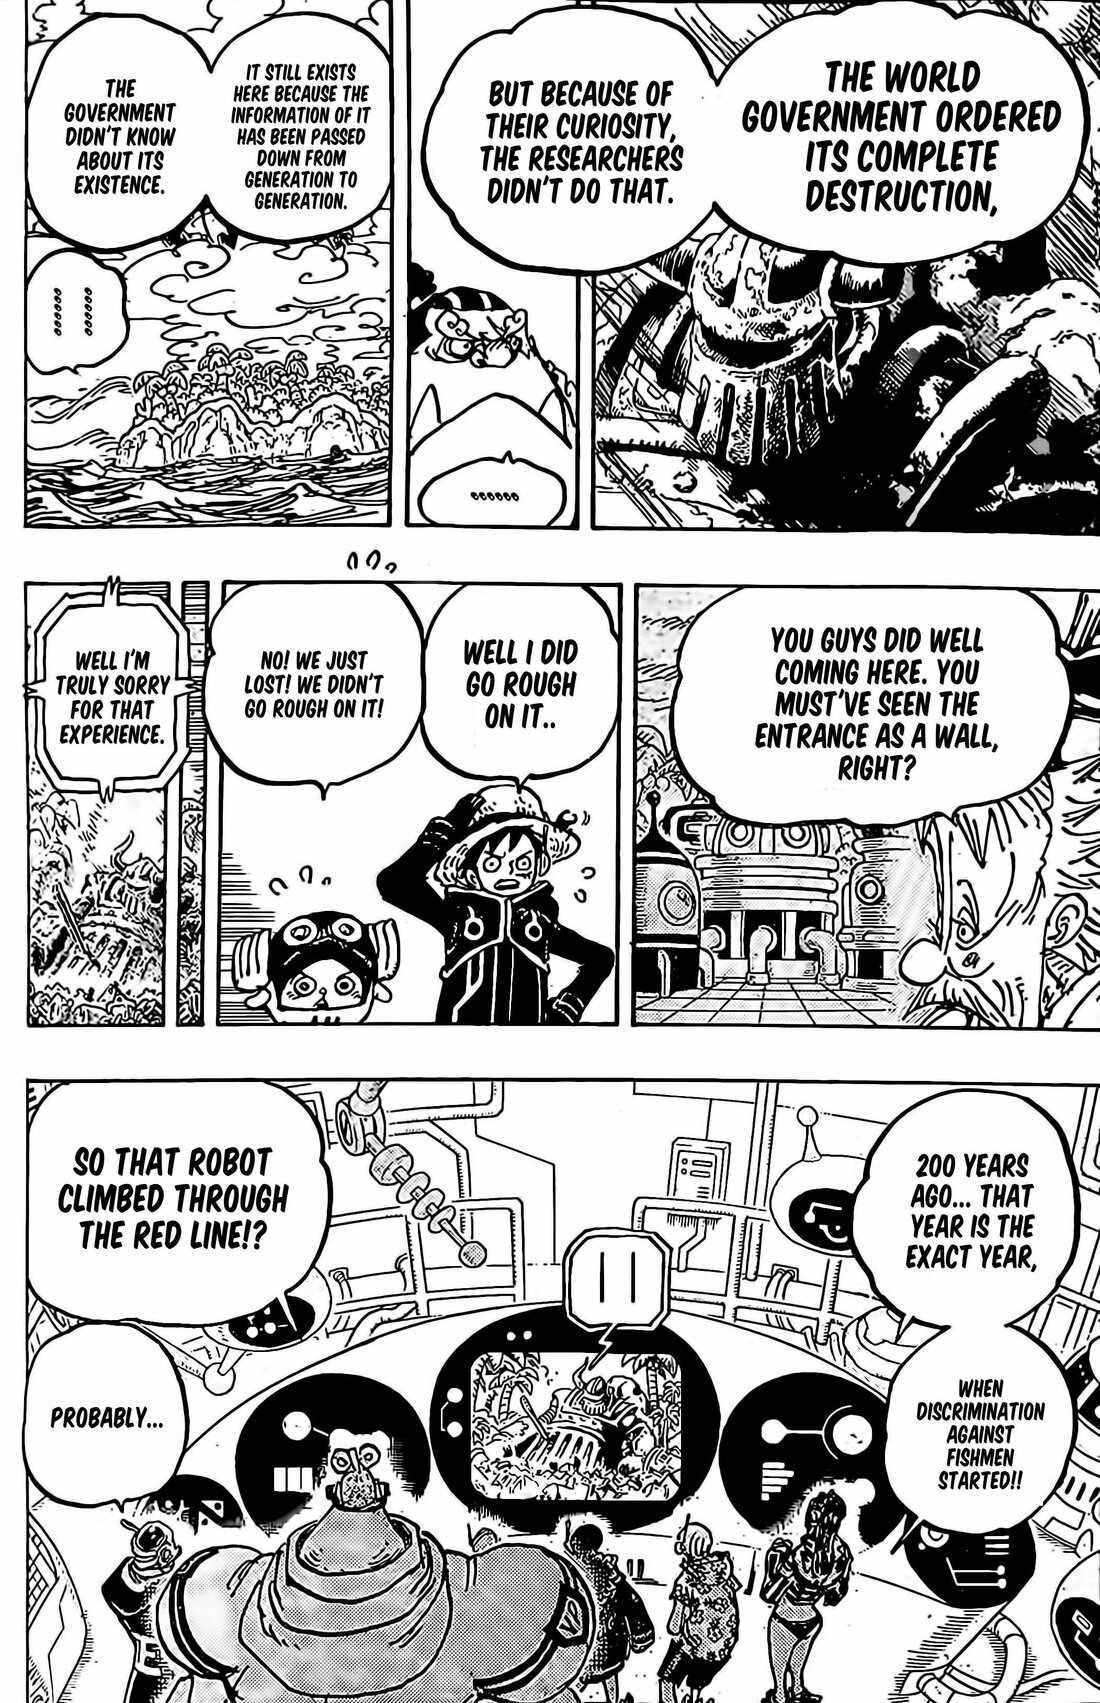 THE WORLD
GOVERNMENT ORDERED
ITS COMPLETE
DESTRUCTION,
BUT BECAUSE OF
THEIR CURIOSITY,
THE RESEARCHERS
DIDN'T DO THAT.
°°°°°°
IT STILL EXISTS
HERE BECAUSE THE
INFORMATION OF IT
HAS BEEN PASSED
DOWN FROM
GENERATION TO
GENERATION.
THE
GOVERNMENT
DIDN'T KNOW
ABOUT ITS
EXISTENCE.
°°°°°°
°°°°°°
YOU GUYS DID WELL
COMING HERE. YOU
MUST'VE SEEN THE
ENTRANCE AS A WALL,
RIGHT?
WELL I DID
GO ROUGH
ON IT..
NO! WE JUST
LOST! WE DIDN'T
GO ROUGH ON IT!
WELL I'M
TRULY SORRY
FOR THAT
EXPERIENCE.
200 YEARS
AGO... THAT
YEAR IS THE
EXACT YEAR,
WHEN
DISCRIMINATION
AGAINST
FISHMEN
STARTED!!
SO THAT ROBOT
CLIMBED THROUGH
THE RED LINE!?
PROBABLY...